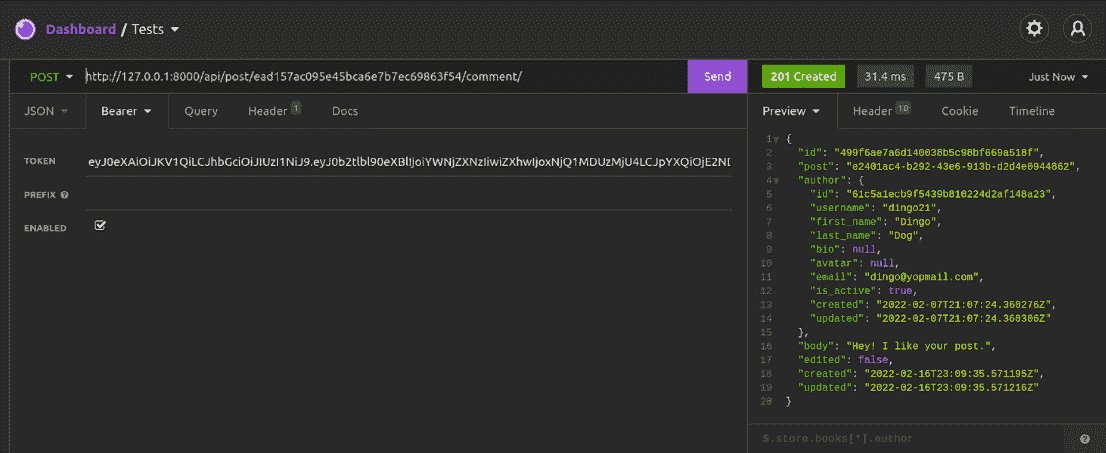 Dashboard / Tests
POST http://127.0.0.1:8000/api/post/ead157ac095e45bca6e7b7ec69863f54/comment/ Send 201 Created 31.4 ms 475 B Just Now
JSON Bearer Query Header 1 Docs Preview Header 10 Cookie Timeline
TOKEN
PREFIX
ENABLED
1 {
2 "id": "499f6ae7a6d140038b5c98bf669a518f",
3 "post": "e2401ac4-b292-43e6-913b-d2d4e0944862",
4 "author": {
5 "id": "61c5a1ecb9f5439b810224d2af148a23",
6 "username": "dingo21",
7 "first_name": "Dingo",
8 "last_name": "Dog",
9 "bio": null,
10 "avatar": null,
11 "email": "dingo@yopmail.com",
12 "is_active": true,
13 "created": "2022-02-07T21:07:24.360276Z",
14 "updated": "2022-02-07T21:07:24.360306Z"
15 },
16 "body": "Hey! I like your post.",
17 "edited": false,
18 "created": "2022-02-16T23:09:35.571195Z",
19 "updated": "2022-02-16T23:09:35.571216Z"
20 }
$.store.books[*].author